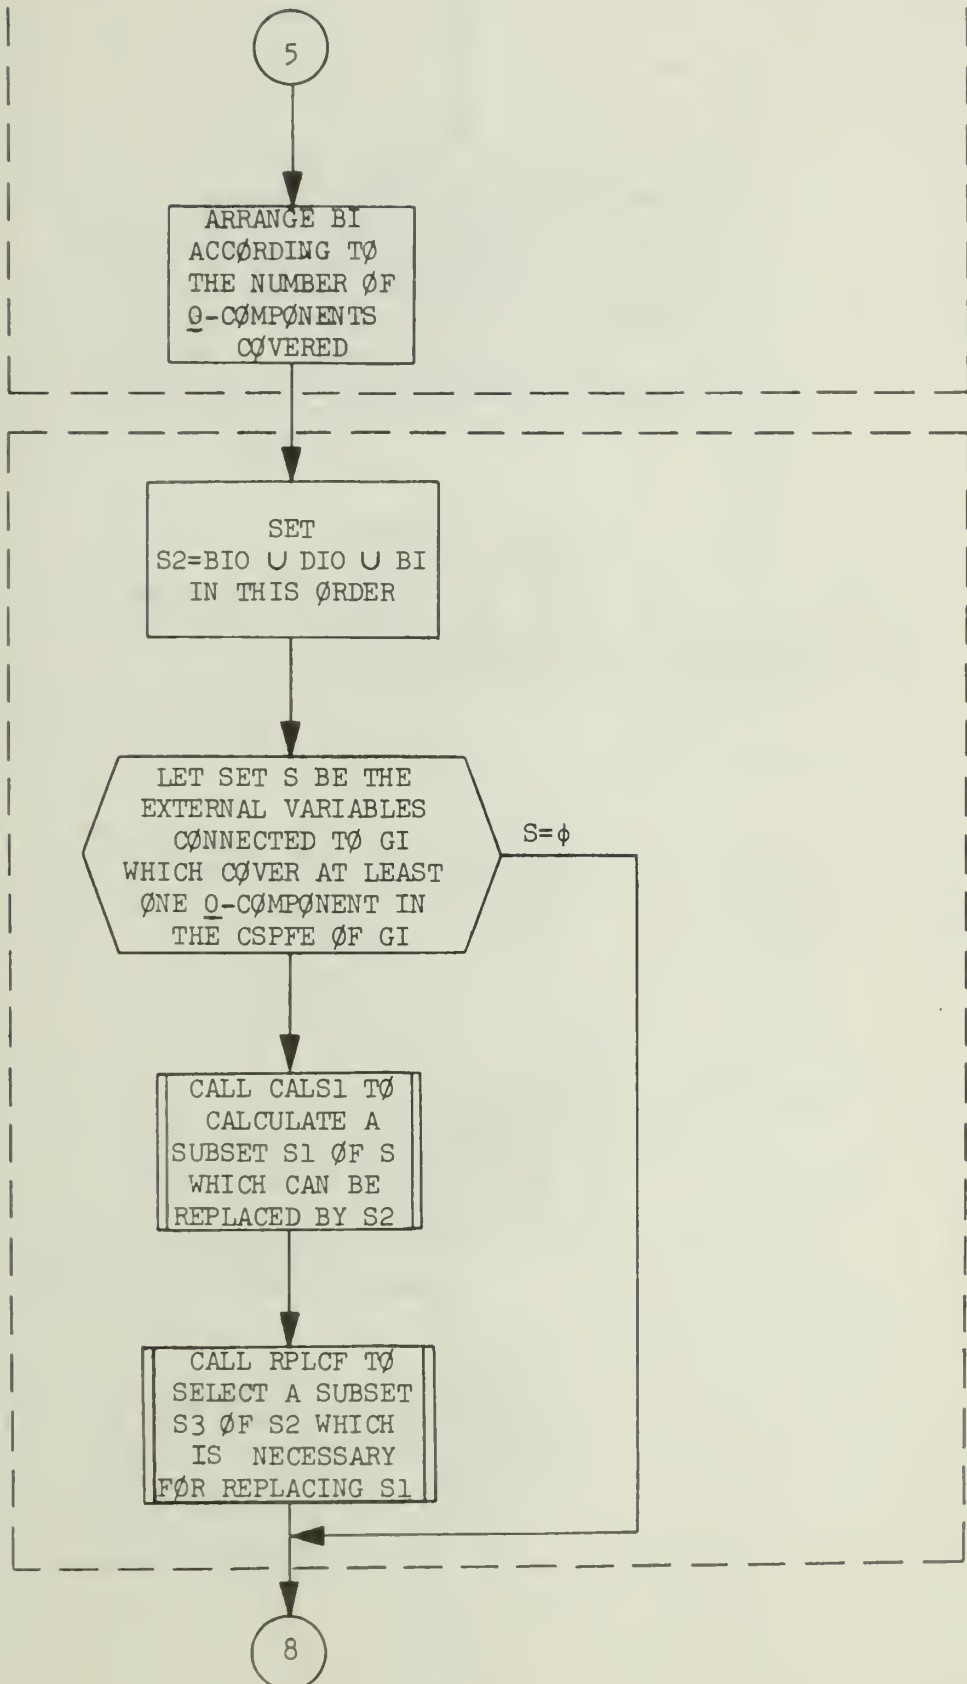 5
ARRANGE BI
ACCØRDING TØ
THE NUMBER ØF
0-CØMPØNENTS
CØVERED
SET
S2=BIO ∪ DIO ∪ BI
IN THIS ØRDER
LET SET S BE THE
EXTERNAL VARIABLES
CØNNECTED TØ GI
WHICH CØVER AT LEAST
ØNE 0-CØMPØNENT IN
THE CSPFE ØF GI
S=ϕ
CALL CALS1 TØ
CALCULATE A
SUBSET S1 ØF S
WHICH CAN BE
REPLACED BY S2
CALL RPLCF TØ
SELECT A SUBSET
S3 ØF S2 WHICH
IS NECESSARY
FØR REPLACING S1
8